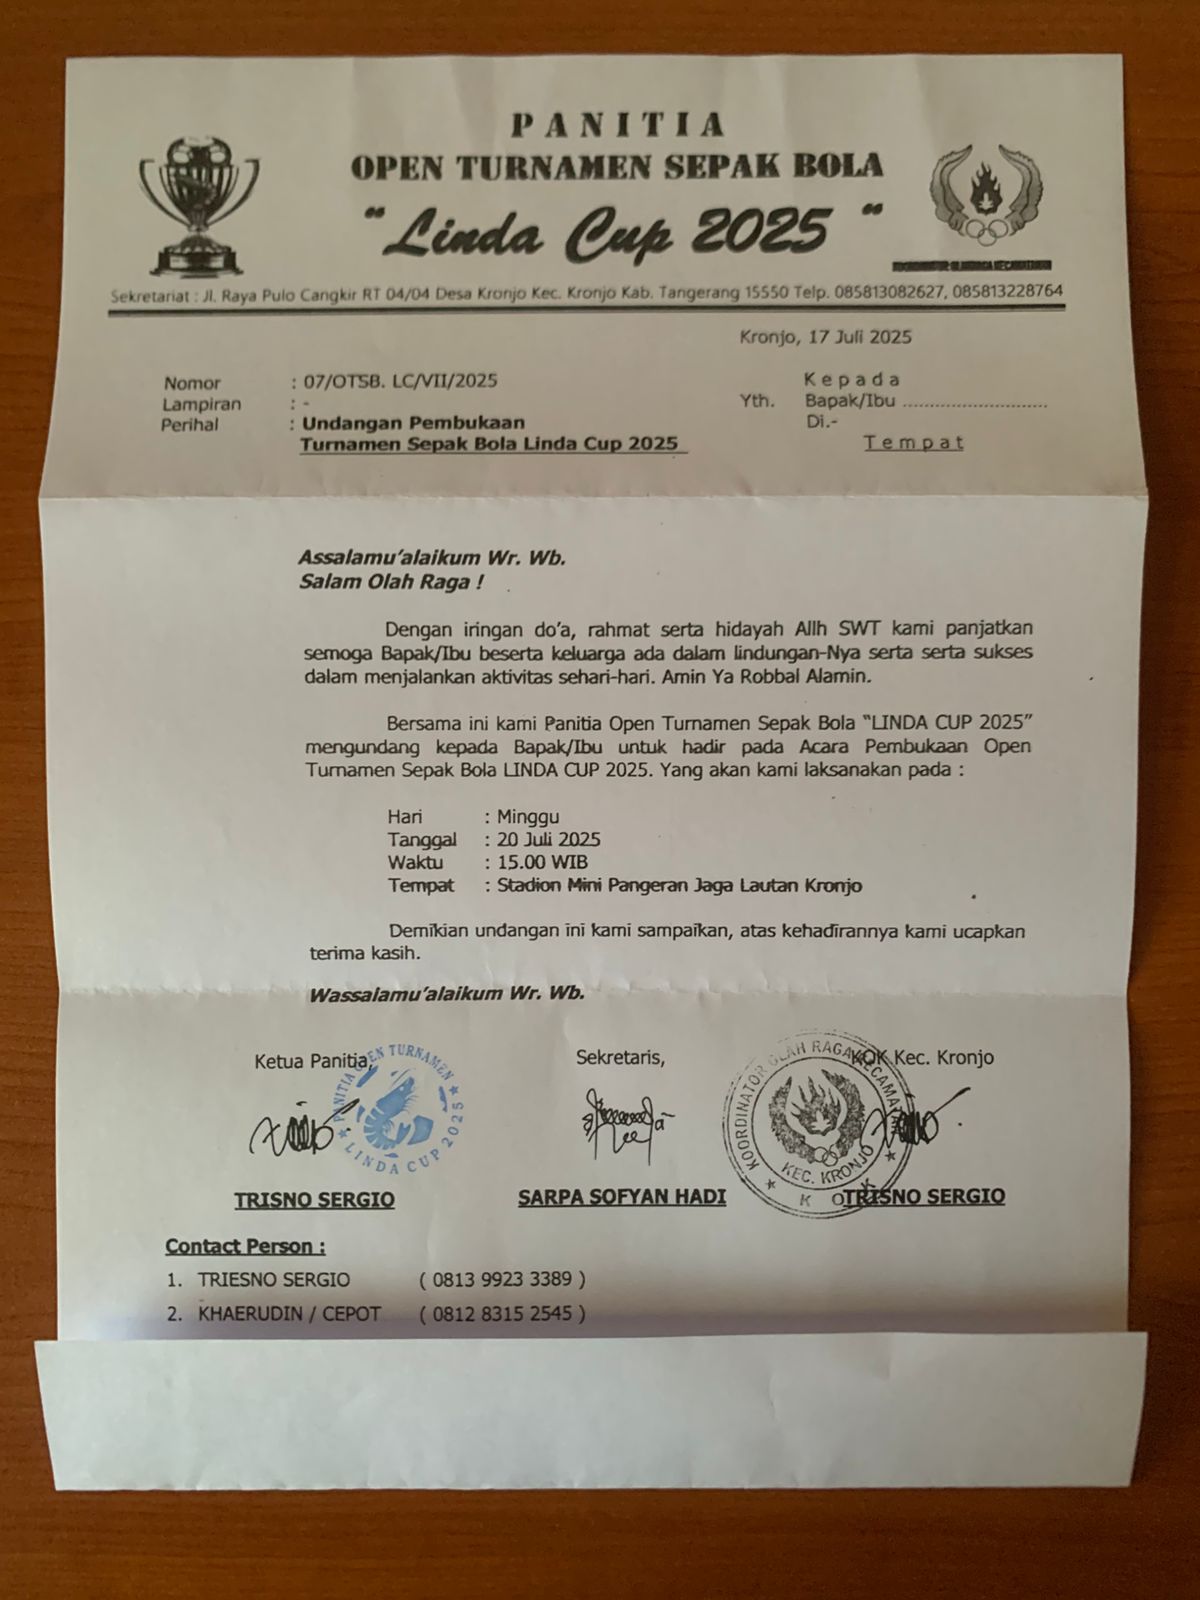 PANITIA
OPEN TURNAMEN SEPAK BOLA
"Linda Cup 2025 "
KOORDINATOR OLAHRAGA KECAMATAN
Sekretariat : Jl. Raya Pulo Cangkir RT 04/04 Desa Kronjo Kec. Kronjo Kab. Tangerang 15550 Telp. 085813082627, 085813228764
Kronjo, 17 Juli 2025
Nomor : 07/OTSB. LC/VII/2025
Lampiran : -
Perihal : Undangan Pembukaan
Turnamen Sepak Bola Linda Cup 2025
K e p a d a
Yth. Bapak/Ibu ..............................
Di.-
T e m p a t
Assalamu'alaikum Wr. Wb.
Salam Olah Raga !
Dengan iringan do'a, rahmat serta hidayah Allh SWT kami panjatkan
semoga Bapak/Ibu beserta keluarga ada dalam lindungan-Nya serta serta sukses
dalam menjalankan aktivitas sehari-hari. Amin Ya Robbal Alamin.
Bersama ini kami Panitia Open Turnamen Sepak Bola "LINDA CUP 2025"
mengundang kepada Bapak/Ibu untuk hadir pada Acara Pembukaan Open
Turnamen Sepak Bola LINDA CUP 2025. Yang akan kami laksanakan pada :
Hari : Minggu
Tanggal : 20 Juli 2025
Waktu : 15.00 WIB
Tempat : Stadion Mini Pangeran Jaga Lautan Kronjo
Demikian undangan ini kami sampaikan, atas kehadirannya kami ucapkan
terima kasih.
Wassalamu'alaikum Wr. Wb.
Ketua Panitia,
PANITIA OPEN TURNAMEN
LINDA CUP 2025
TRISNO SERGIO
Sekretaris,
SARPA SOFYAN HADI
KOK Kec. Kronjo
KOORDINATOR OLAH RAGA KECAMATAN
KEC. KRONJO
K O K
TRISNO SERGIO
Contact Person :
1. TRIESNO SERGIO ( 0813 9923 3389 )
2. KHAERUDIN / CEPOT ( 0812 8315 2545 )